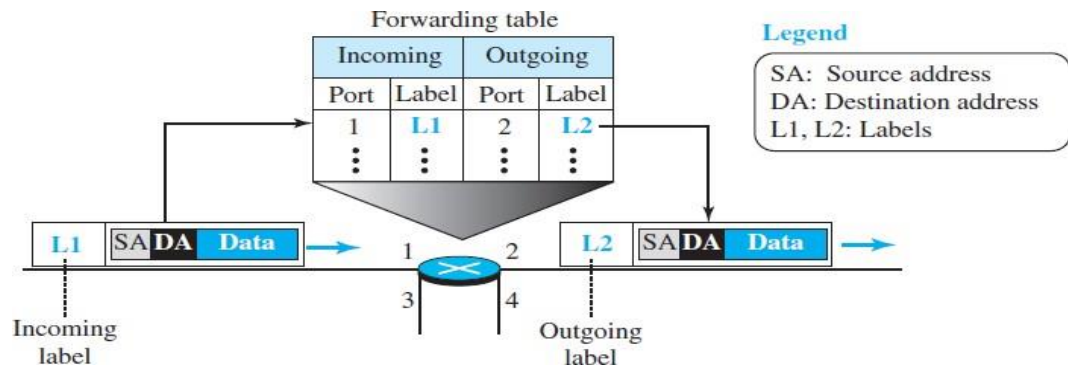 Forwarding table
Incoming Outgoing
Port Label Port Label
1 L1 2 L2
Legend
SA: Source address
DA: Destination address
L1, L2: Labels
L1 SA DA Data
1 2
3 4
L2 SA DA Data
Incoming
label
Outgoing
label